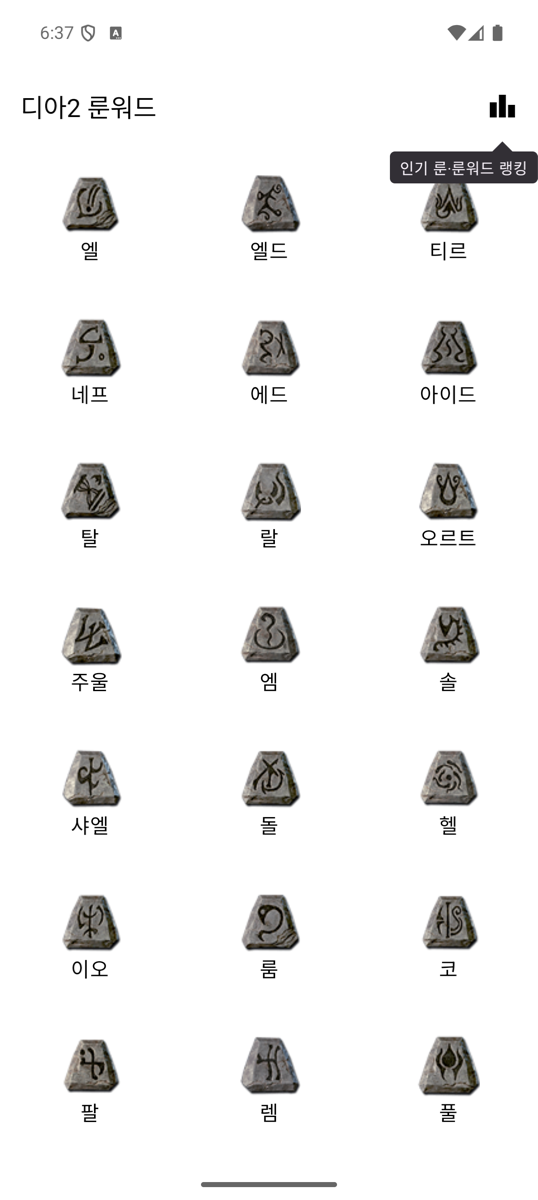 6:37
디아2 룬워드
인기 룬·룬워드 랭킹
엘
엘드
티르
네프
에드
아이드
탈
랄
오르트
주울
엠
솔
샤엘
돌
헬
이오
룸
코
팔
렘
풀